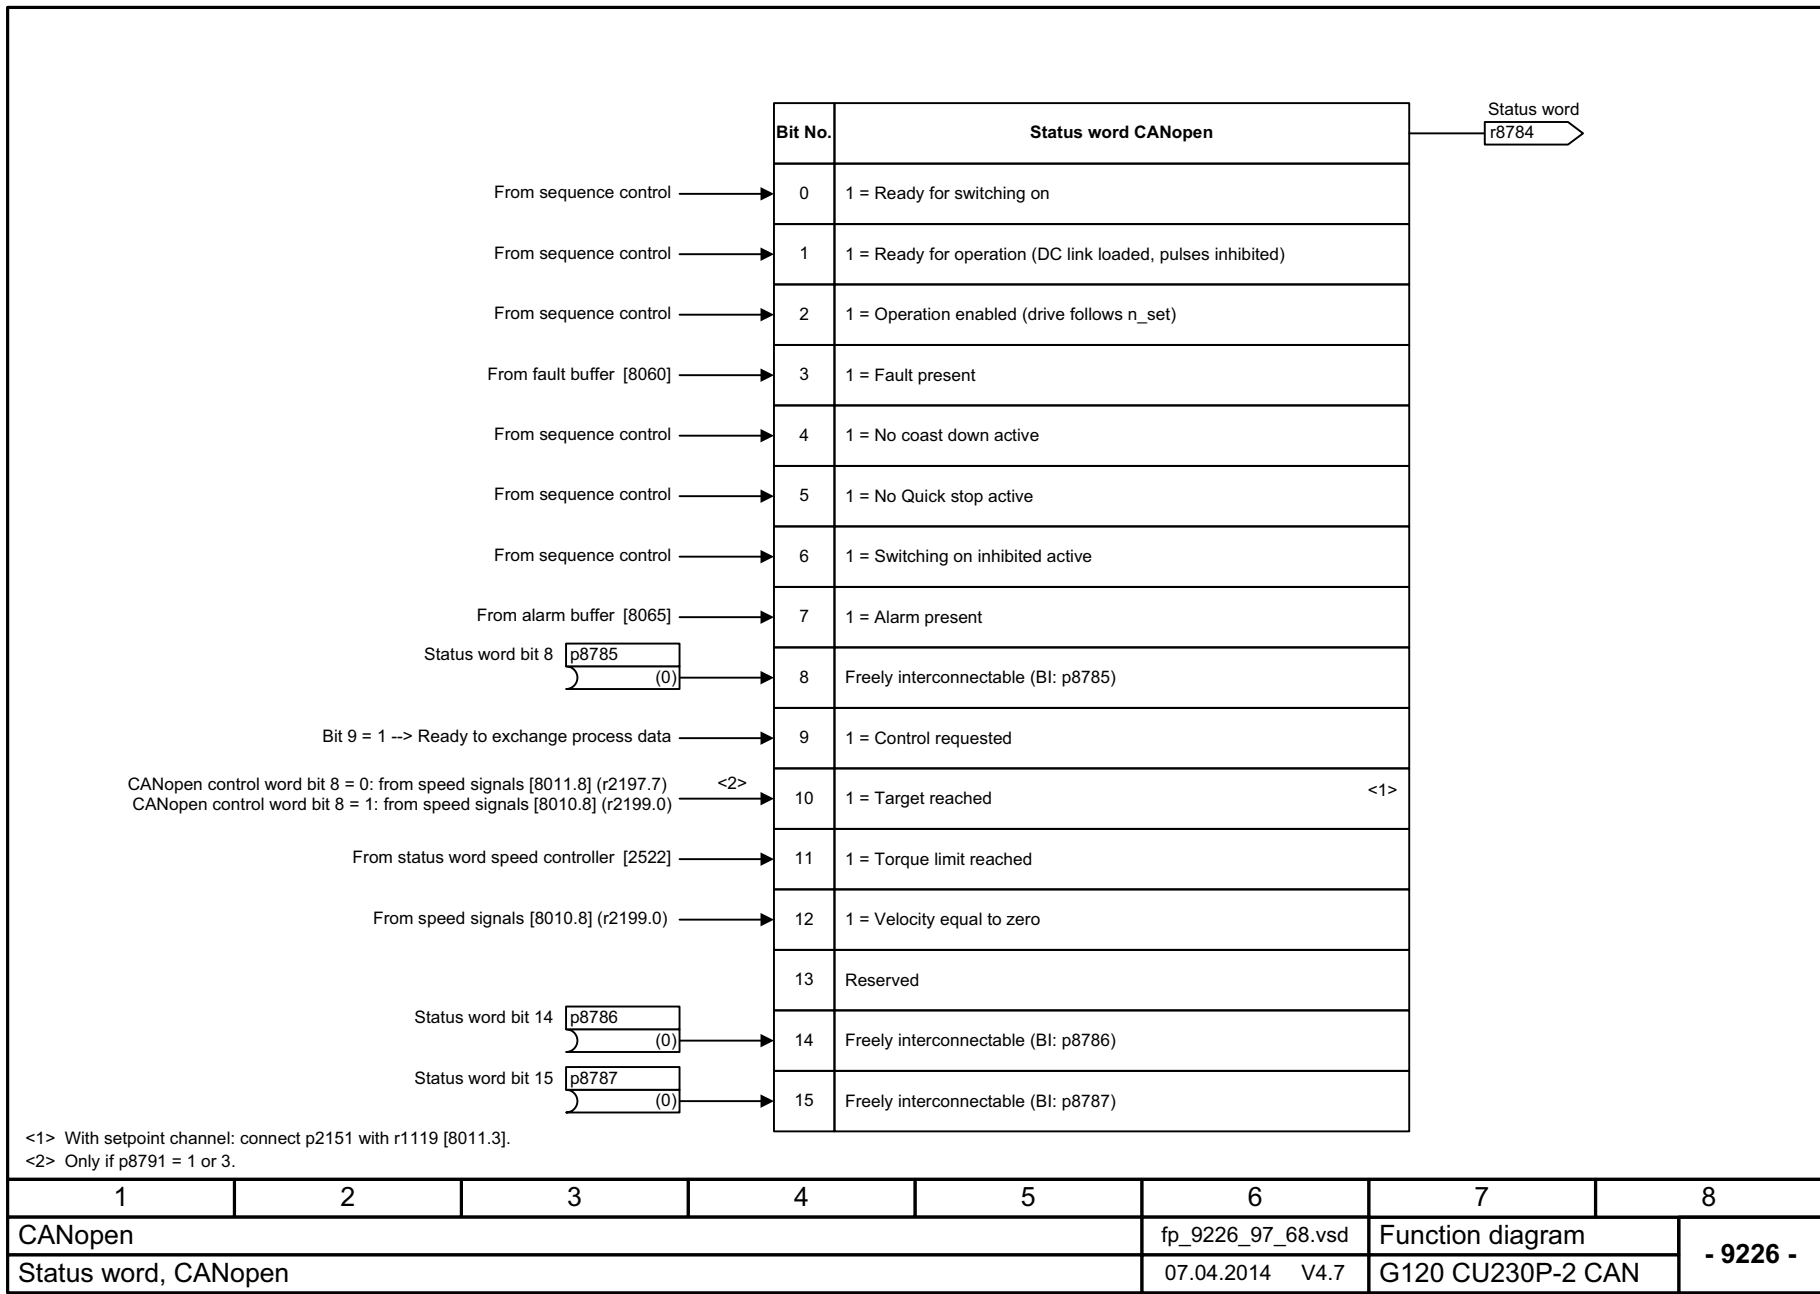 Status word
Bit No. Status word CANopen r8784
From sequence control 0 1 = Ready for switching on
From sequence control 1 1 = Ready for operation (DC link loaded, pulses inhibited)
From sequence control 2 1 = Operation enabled (drive follows n_set)
From fault buffer [8060] 3 1 = Fault present
From sequence control 4 1 = No coast down active
From sequence control 5 1 = No Quick stop active
From sequence control 6 1 = Switching on inhibited active
From alarm buffer [8065] 7 1 = Alarm present
Status word bit 8 p8785
(0) 8 Freely interconnectable (BI: p8785)
Bit 9 = 1 --> Ready to exchange process data 9 1 = Control requested
CANopen control word bit 8 = 0: from speed signals [8011.8] (r2197.7) <2>
CANopen control word bit 8 = 1: from speed signals [8010.8] (r2199.0) 10 1 = Target reached <1>
From status word speed controller [2522] 11 1 = Torque limit reached
From speed signals [8010.8] (r2199.0) 12 1 = Velocity equal to zero
13 Reserved
Status word bit 14 p8786
(0) 14 Freely interconnectable (BI: p8786)
Status word bit 15 p8787
(0) 15 Freely interconnectable (BI: p8787)
<1> With setpoint channel: connect p2151 with r1119 [8011.3].
<2> Only if p8791 = 1 or 3.
1 2 3 4 5 6 7 8
CANopen fp_9226_97_68.vsd Function diagram - 9226 -
Status word, CANopen 07.04.2014 V4.7 G120 CU230P-2 CAN